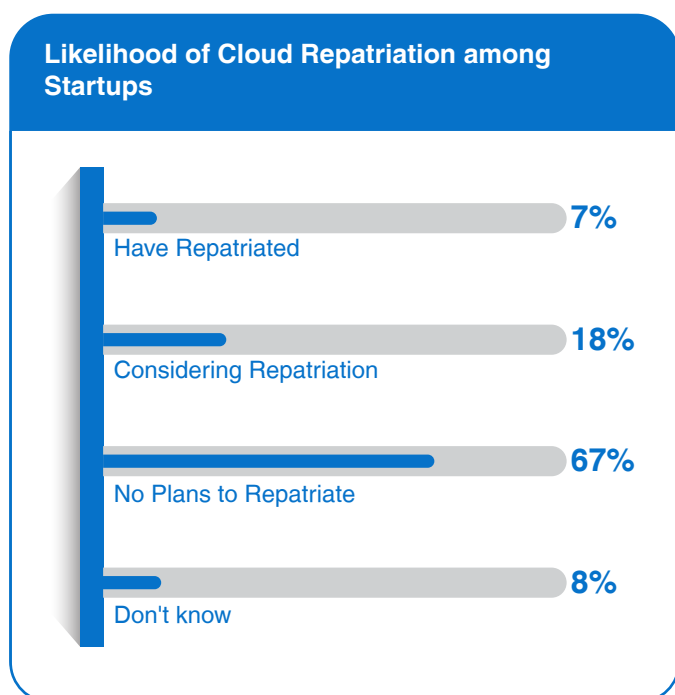 Likelihood of Cloud Repatriation among
Startups
7%
Have Repatriated
18%
Considering Repatriation
67%
No Plans to Repatriate
8%
Don't know